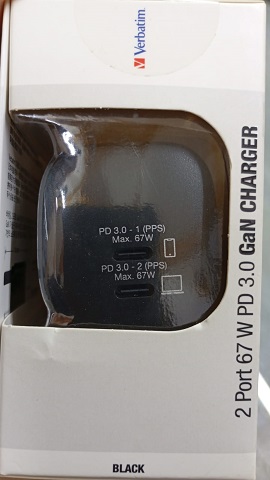 Verbatim
PD 3.0 - 1 (PPS)
Max. 67W
PD 3.0 - 2 (PPS)
Max. 67W
2 Port 67 W PD 3.0 GaN CHARGER
BLACK